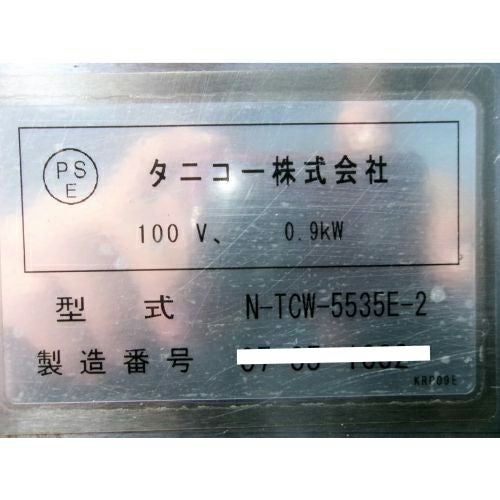 PS
E
タニコー株式会社
100 V、 0.9kW
型 式 N-TCW-5535E-2
製造番号
KRP09E